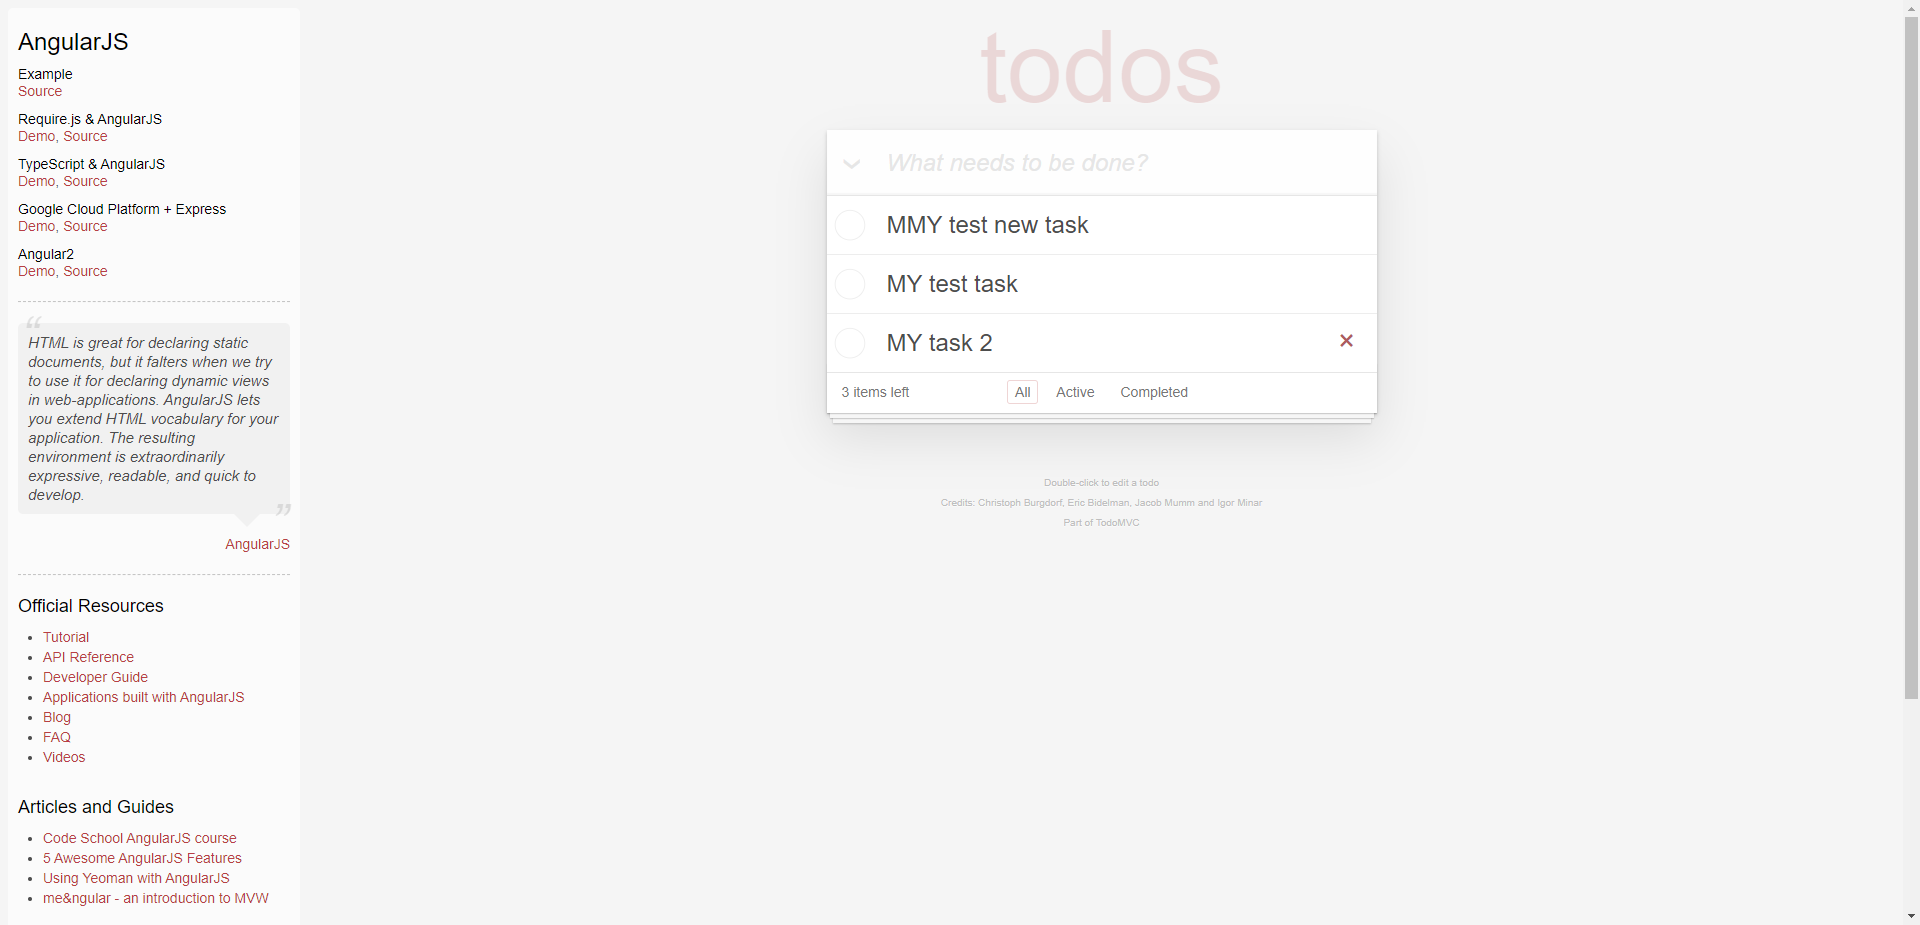 AngularJS
Example
Source
Require.js & AngularJS
Demo, Source
TypeScript & AngularJS
Demo, Source
Google Cloud Platform + Express
Demo, Source
Angular2
Demo, Source
“
HTML is great for declaring static
documents, but it falters when we try
to use it for declaring dynamic views
in web-applications. AngularJS lets
you extend HTML vocabulary for your
application. The resulting
environment is extraordinarily
expressive, readable, and quick to
develop.
”
AngularJS
Official Resources
• Tutorial
• API Reference
• Developer Guide
• Applications built with AngularJS
• Blog
• FAQ
• Videos
Articles and Guides
• Code School AngularJS course
• 5 Awesome AngularJS Features
• Using Yeoman with AngularJS
• me&ngular - an introduction to MVW
todos
What needs to be done?
MMY test new task
MY test task
MY task 2 ×
3 items left All Active Completed
Double-click to edit a todo
Credits: Christoph Burgdorf, Eric Bidelman, Jacob Mumm and Igor Minar
Part of TodoMVC